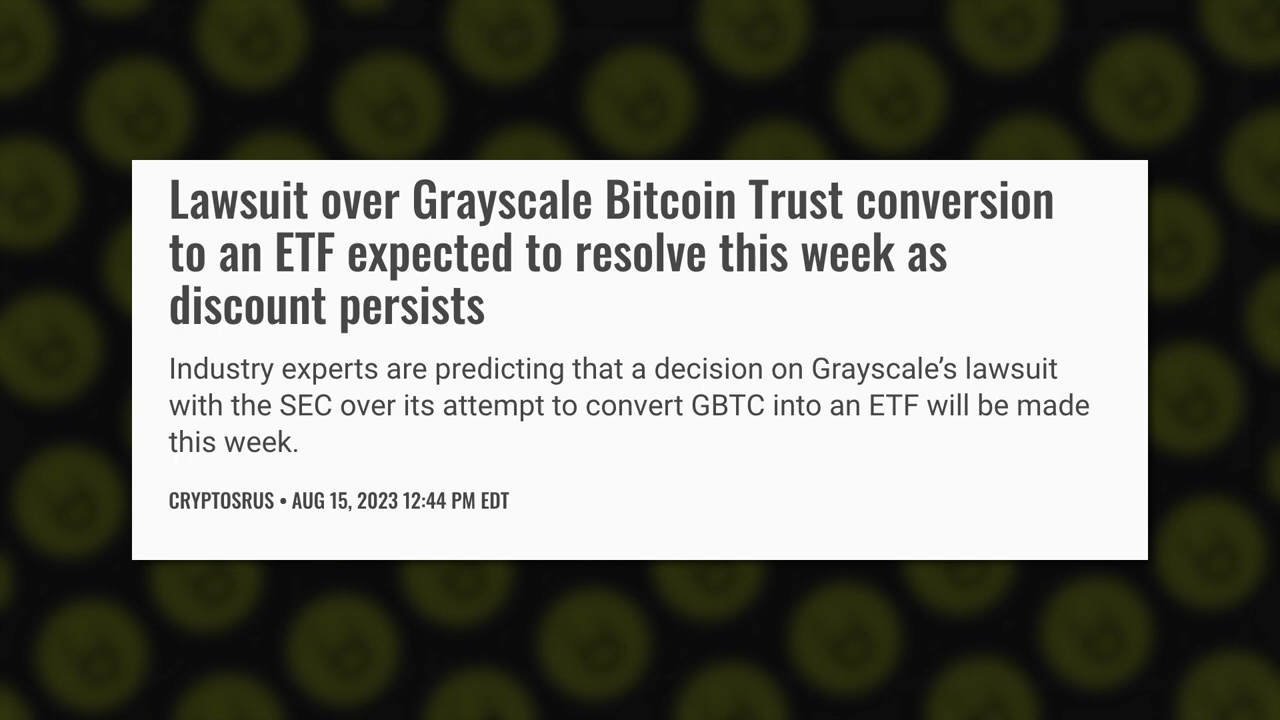 Lawsuit over Grayscale Bitcoin Trust conversion
to an ETF expected to resolve this week as
discount persists
Industry experts are predicting that a decision on Grayscale’s lawsuit
with the SEC over its attempt to convert GBTC into an ETF will be made
this week.
CRYPTOSRUS • AUG 15, 2023 12:44 PM EDT